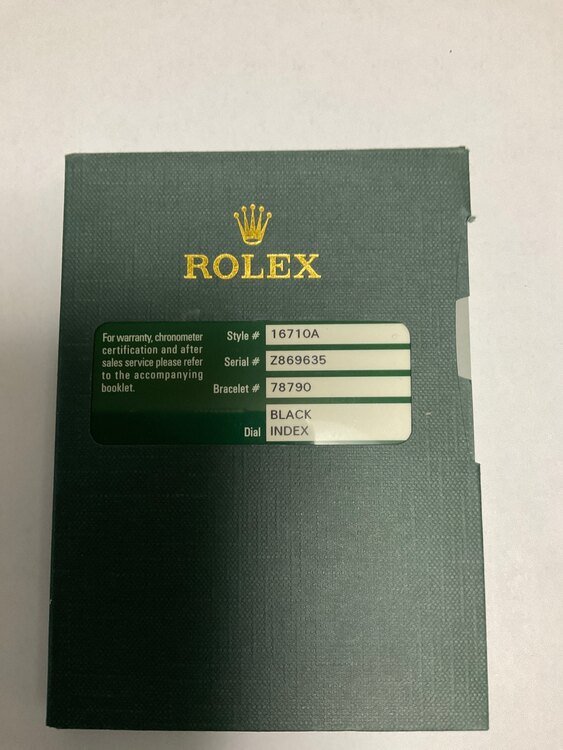 ROLEX
For warranty, chronometer
certification and after
sales service please refer
to the accompanying
booklet.
Style # 16710A
Serial # Z869635
Bracelet # 78790
BLACK
Dial INDEX